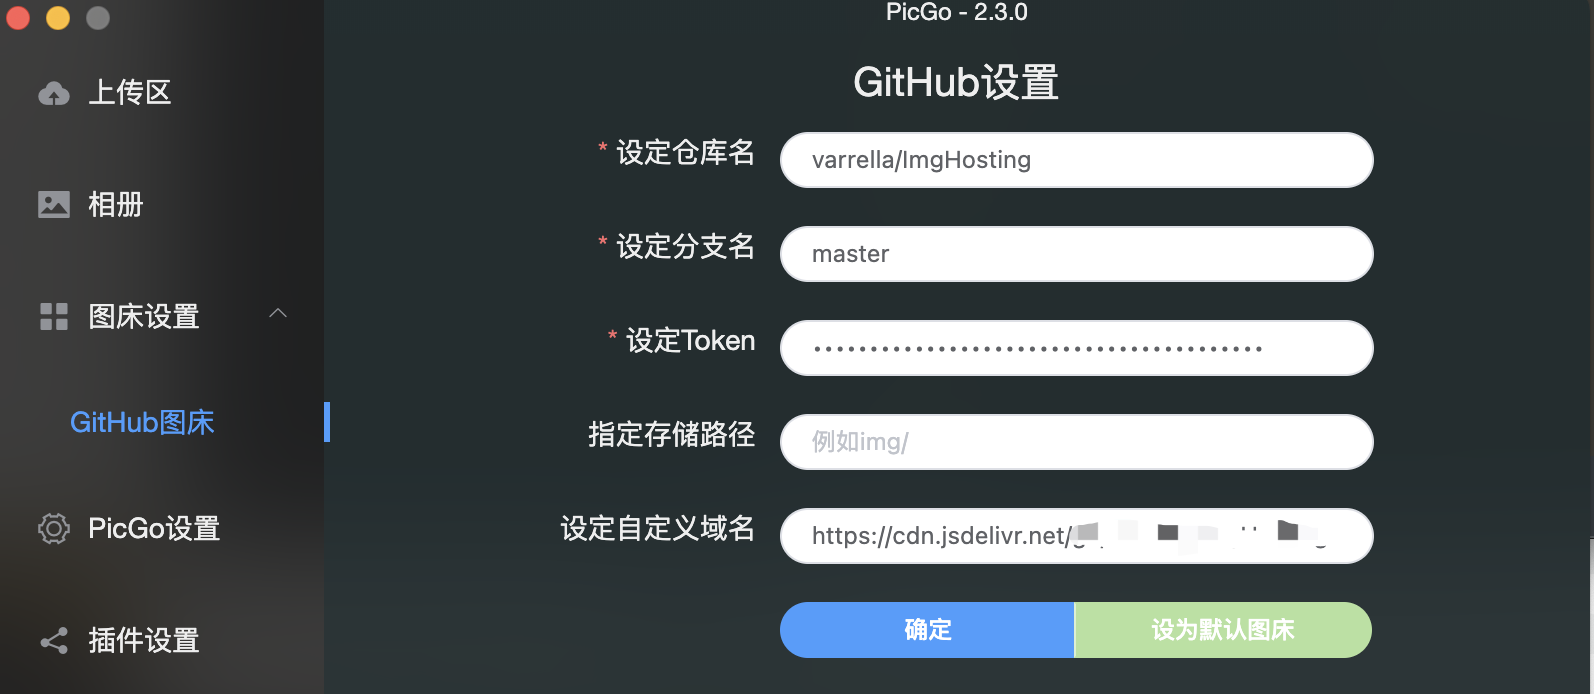 PicGo - 2.3.0
上传区
相册
图床设置
GitHub图床
PicGo设置
插件设置
GitHub设置
* 设定仓库名
varrella/ImgHosting
* 设定分支名
master
* 设定Token
••••••••••••••••••••••••••••••••••••••••
指定存储路径
例如img/
设定自定义域名
https://cdn.jsdelivr.net/
确定
设为默认图床